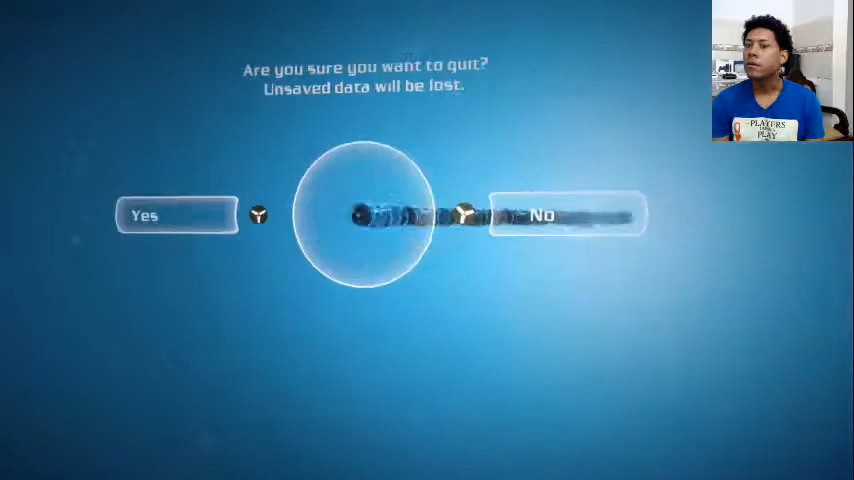 Are you sure you want to quit?
Unsaved data will be lost.
Yes
No
PLAYERS
PLAY